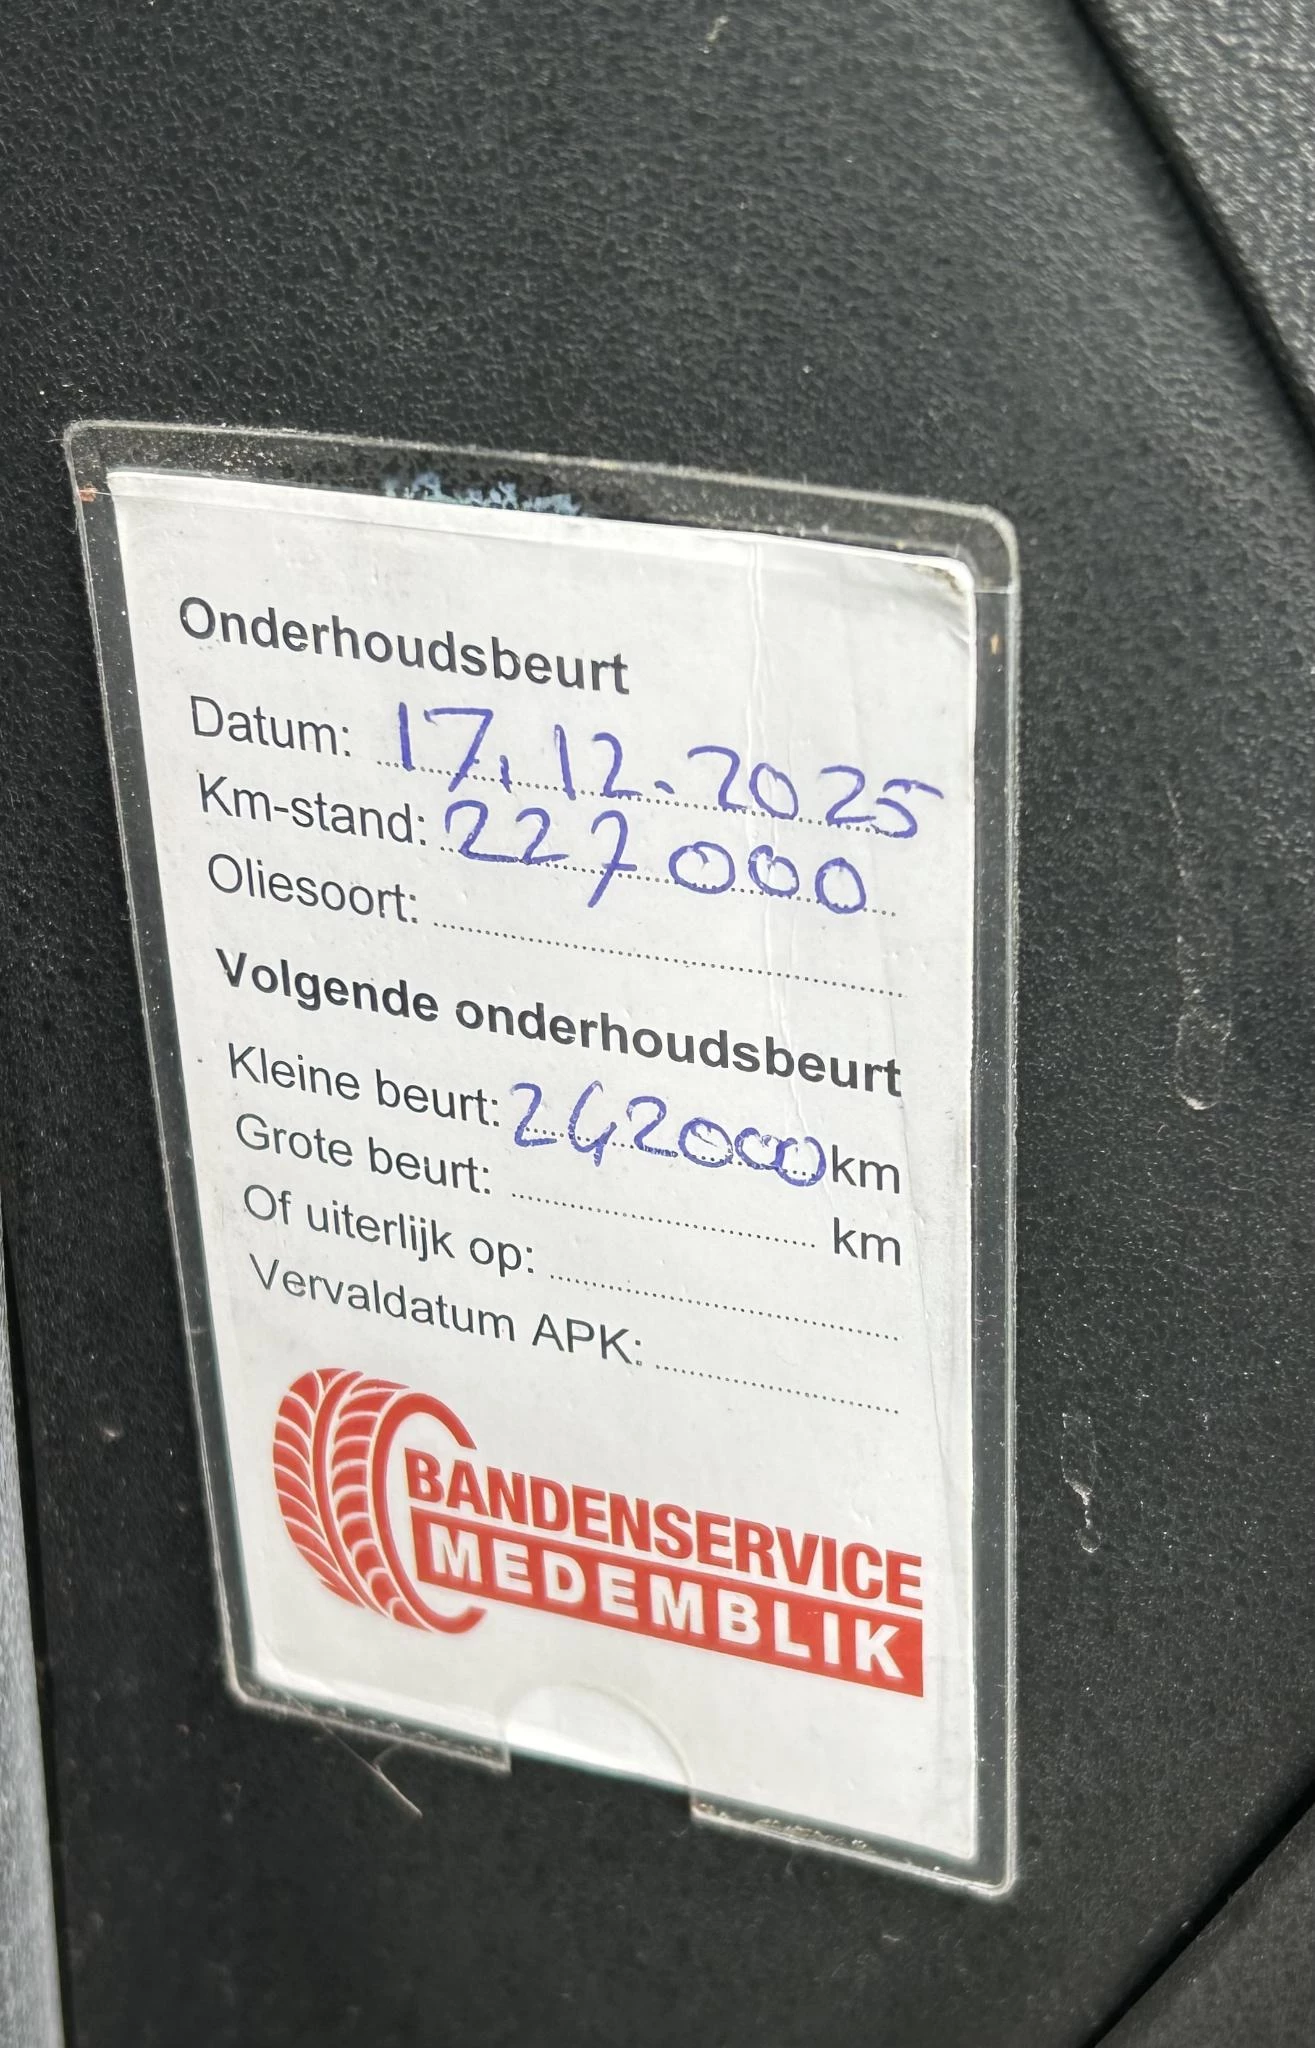 Onderhoudsbeurt
Datum: 17.12.2025
Km-stand: 227000
Oliesoort:
Volgende onderhoudsbeurt
Kleine beurt: 242000 km
Grote beurt: km
Of uiterlijk op:
Vervaldatum APK:
BANDENSERVICE
MEDEMBLIK